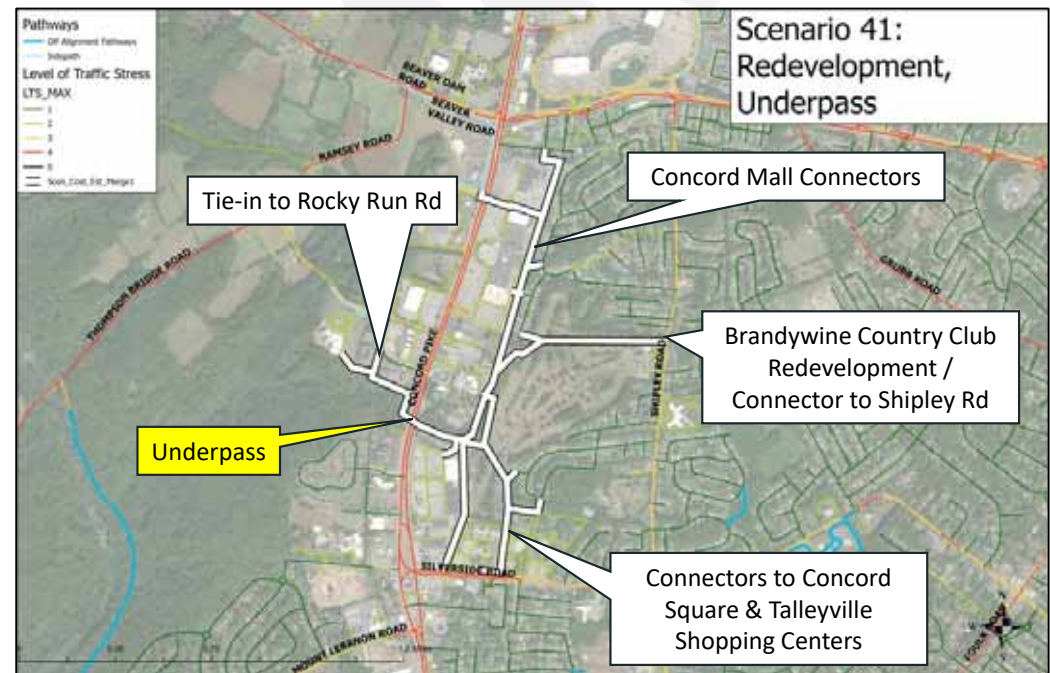 Pathways
Off Alignment Pathways
Sidepath
Level of Traffic Stress
LTS_MAX
1
2
3
4
5
Scenario 41:
Redevelopment,
Underpass
BEAVER DAM
ROAD
BEAVER
VALLEY ROAD
RAMSEY ROAD
Concord Mall Connectors
Tie-in to Rocky Run Rd
THOMPSON BRIDGE ROAD
GRUBB ROAD
CONCORD PIKE
Brandywine Country Club
Redevelopment /
Connector to Shipley Rd
SHIPLEY ROAD
Underpass
SILVERSIDE ROAD
Connectors to Concord
Square & Talleyville
Shopping Centers
MOUNT LEBANON ROAD